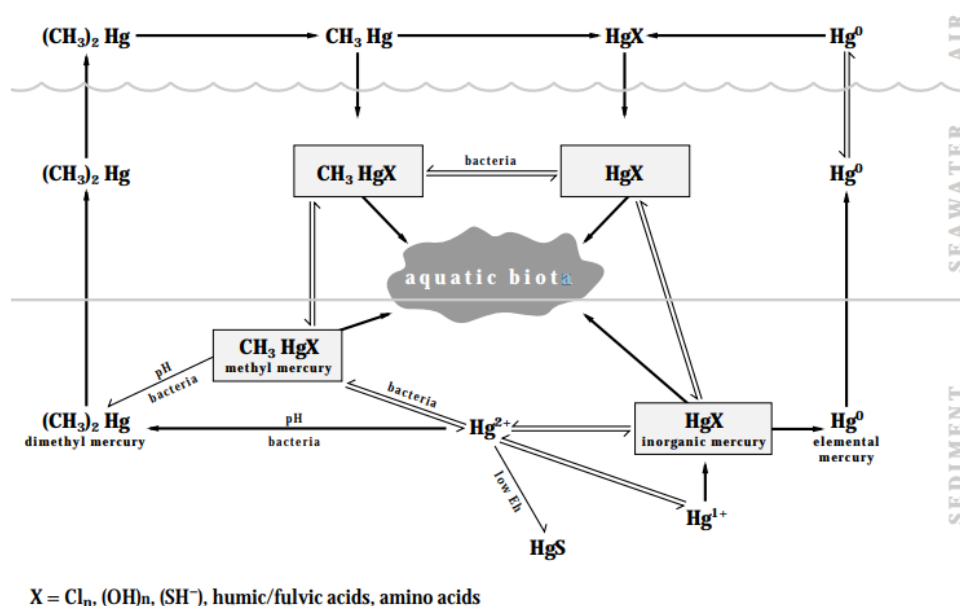 (CH₃)₂ Hg
CH₃ Hg
HgX
Hg⁰
AIR
(CH₃)₂ Hg
CH₃ HgX
bacteria
HgX
Hg⁰
SEAWATER
aquatic biota
CH₃ HgX
methyl mercury
pH
bacteria
bacteria
(CH₃)₂ Hg
dimethyl mercury
pH
bacteria
Hg²⁺
HgX
inorganic mercury
Hg⁰
elemental
mercury
SEDIMENT
low Eh
Hg¹⁺
HgS
X = Clₙ, (OH)n, (SH⁻), humic/fulvic acids, amino acids